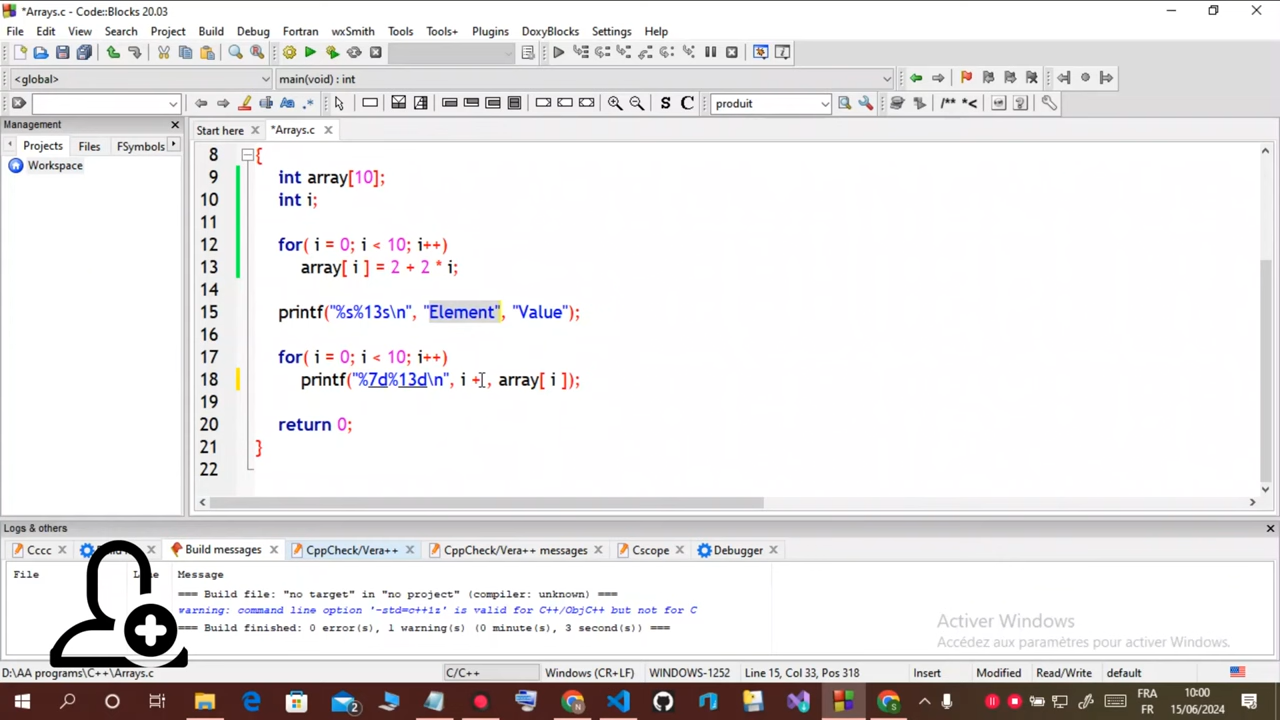 *Arrays.c - Code::Blocks 20.03
File Edit View Search Project Build Debug Fortran wxSmith Tools Tools+ Plugins DoxyBlocks Settings Help
<global> main(void) : int
S C produit /** *<
Management
Projects Files FSymbols
Workspace
Start here *Arrays.c
8 {
9 int array[10];
10 int i;
11
12 for( i = 0; i < 10; i++)
13 array[ i ] = 2 + 2 * i;
14
15 printf("%s%13s\n", "Element", "Value");
16
17 for( i = 0; i < 10; i++)
18 printf("%7d%13d\n", i +, array[ i ]);
19
20 return 0;
21 }
22
Logs & others
Cccc Build messages CppCheck/Vera++ CppCheck/Vera++ messages Cscope Debugger
File Message
=== Build file: "no target" in "no project" (compiler: unknown) ===
warning: command line option '-std=c++1z' is valid for C++/ObjC++ but not for C
=== Build finished: 0 error(s), 1 warning(s) (0 minute(s), 3 second(s)) ===
Activer Windows
Accédez aux paramètres pour activer Windows.
D:\AA programs\C++\Arrays.c C/C++ Windows (CR+LF) WINDOWS-1252 Line 15, Col 33, Pos 318 Insert Modified Read/Write default
2 FRA 10:00
FR 15/06/2024